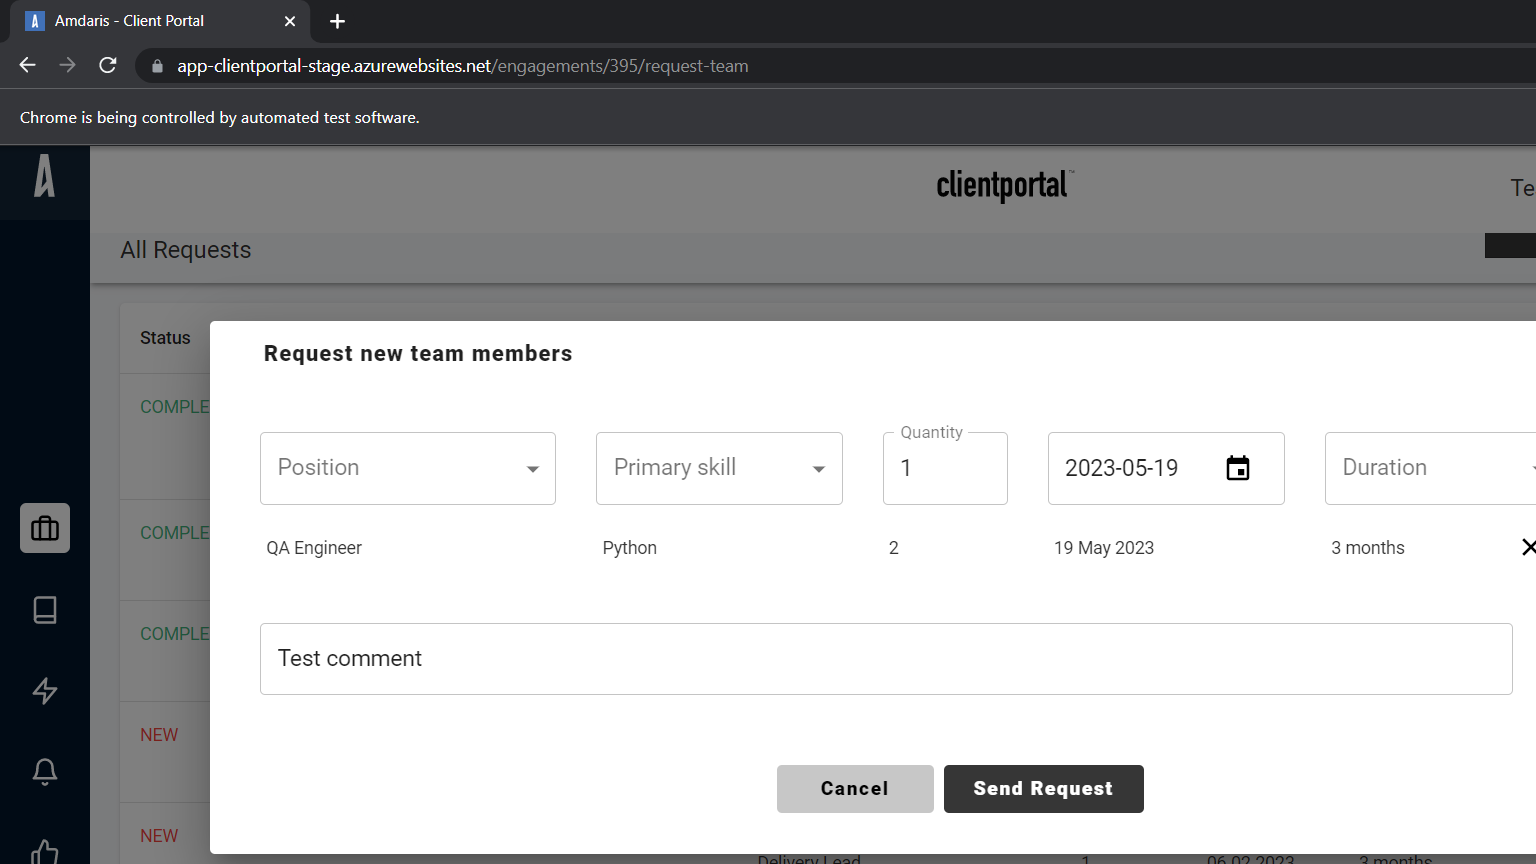 Amdaris - Client Portal
app-clientportal-stage.azurewebsites.net/engagements/395/request-team
Chrome is being controlled by automated test software.
clientportal™
Te
All Requests
Status
Request new team members
COMPLE
Position Primary skill Quantity 1 2023-05-19 Duration
QA Engineer Python 2 19 May 2023 3 months
COMPLE
COMPLE
Test comment
NEW
Cancel Send Request
NEW
Delivery Lead 1 06.02.2023 3 months